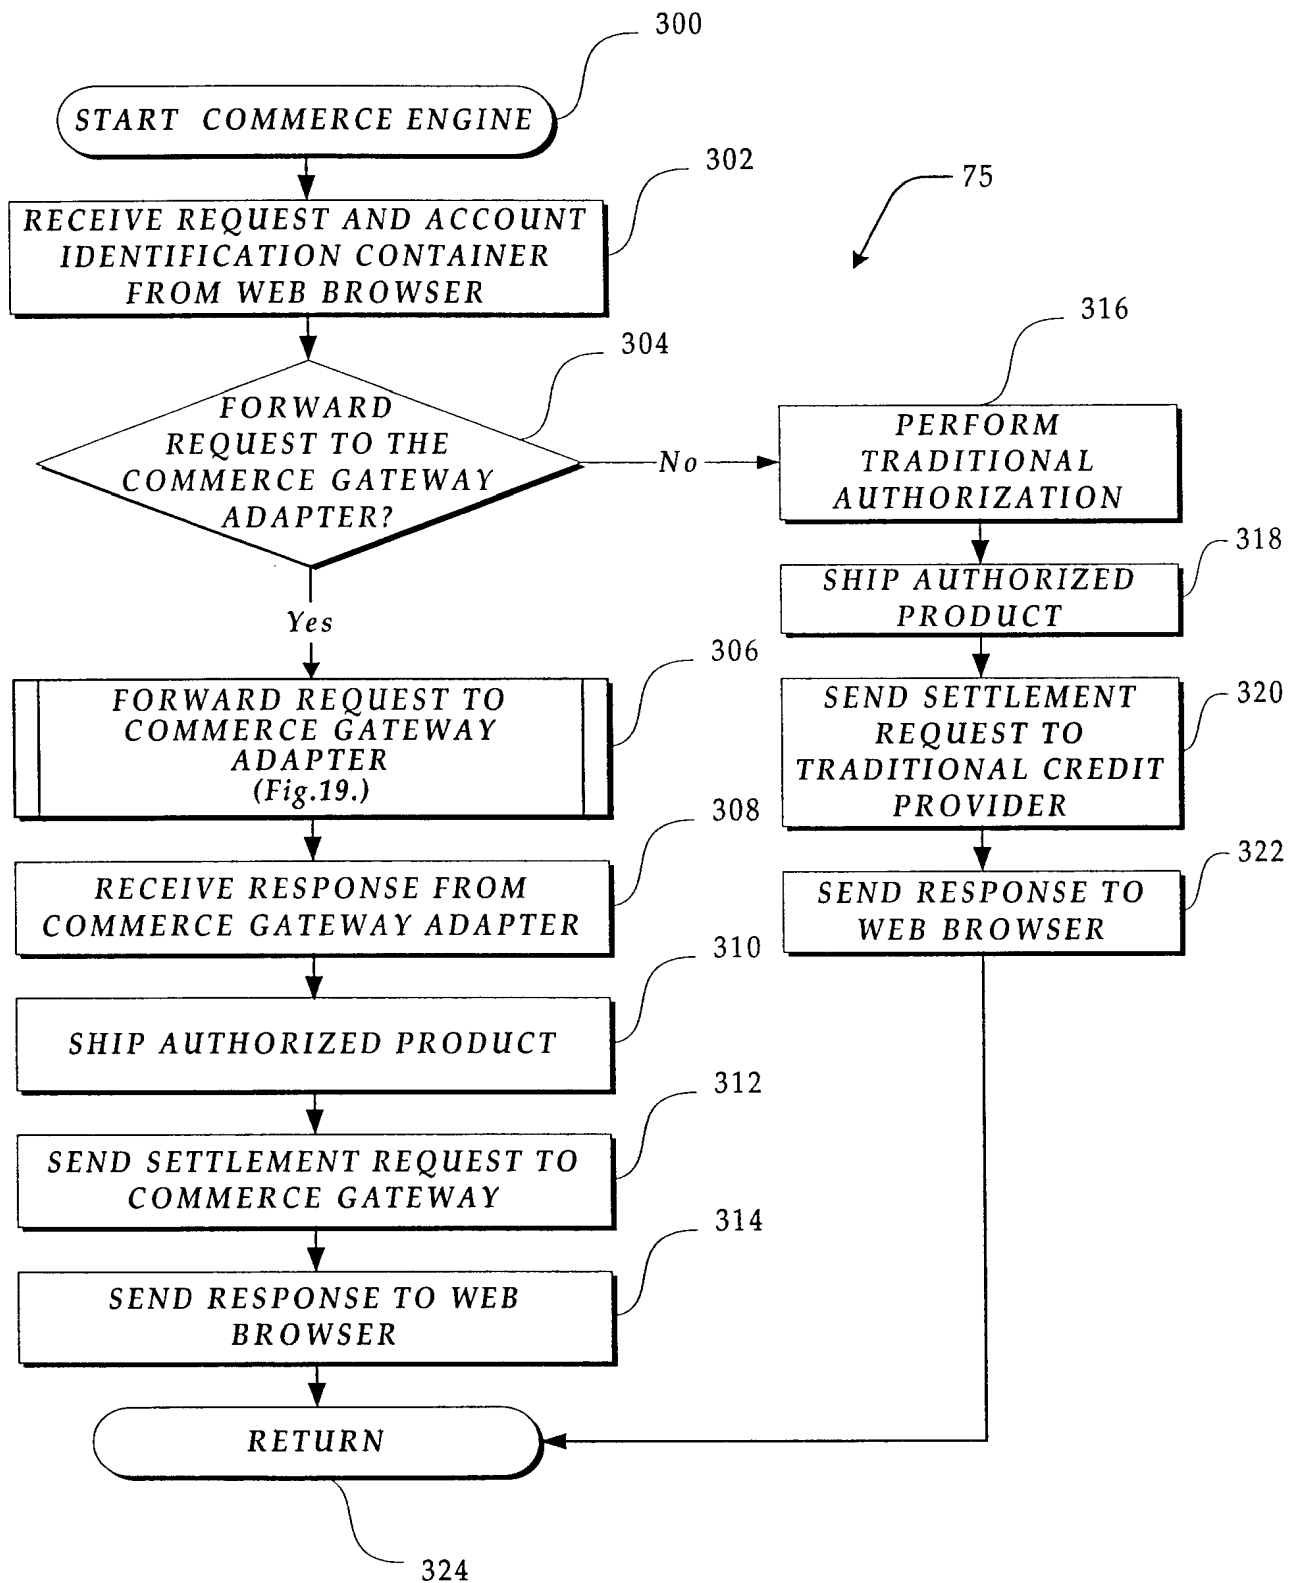 300
START COMMERCE ENGINE
302
RECEIVE REQUEST AND ACCOUNT
IDENTIFICATION CONTAINER
FROM WEB BROWSER
75
304
FORWARD
REQUEST TO THE
COMMERCE GATEWAY
ADAPTER?
No
Yes
306
FORWARD REQUEST TO
COMMERCE GATEWAY
ADAPTER
(Fig.19.)
308
RECEIVE RESPONSE FROM
COMMERCE GATEWAY ADAPTER
310
SHIP AUTHORIZED PRODUCT
312
SEND SETTLEMENT REQUEST TO
COMMERCE GATEWAY
314
SEND RESPONSE TO WEB
BROWSER
316
PERFORM
TRADITIONAL
AUTHORIZATION
318
SHIP AUTHORIZED
PRODUCT
320
SEND SETTLEMENT
REQUEST TO
TRADITIONAL CREDIT
PROVIDER
322
SEND RESPONSE TO
WEB BROWSER
RETURN
324